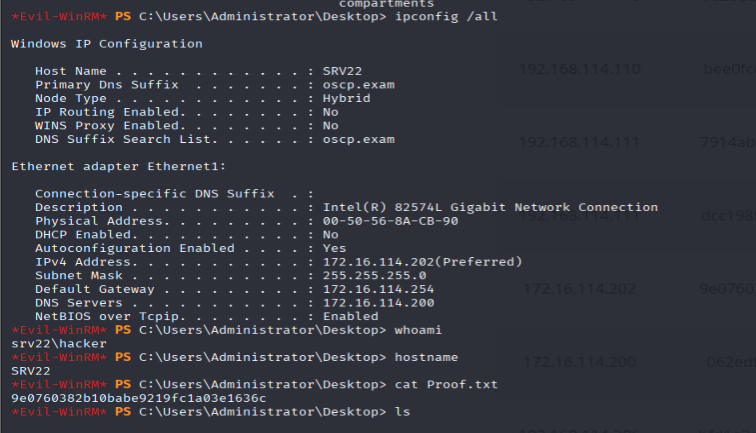 compartments
*Evil-WinRM* PS C:\Users\Administrator\Desktop> ipconfig /all
Windows IP Configuration
Host Name . . . . . . . . . . . . : SRV22
Primary Dns Suffix . . . . . . . : oscp.exam
Node Type . . . . . . . . . . . . : Hybrid
IP Routing Enabled. . . . . . . . : No
WINS Proxy Enabled. . . . . . . . : No
DNS Suffix Search List. . . . . . : oscp.exam
Ethernet adapter Ethernet1:
Connection-specific DNS Suffix . :
Description . . . . . . . . . . . : Intel(R) 82574L Gigabit Network Connection
Physical Address. . . . . . . . . : 00-50-56-8A-CB-90
DHCP Enabled. . . . . . . . . . . : No
Autoconfiguration Enabled . . . . : Yes
IPv4 Address. . . . . . . . . . . : 172.16.114.202(Preferred)
Subnet Mask . . . . . . . . . . . : 255.255.255.0
Default Gateway . . . . . . . . . : 172.16.114.254
DNS Servers . . . . . . . . . . . : 172.16.114.200
NetBIOS over Tcpip. . . . . . . . : Enabled
*Evil-WinRM* PS C:\Users\Administrator\Desktop> whoami
srv22\hacker
*Evil-WinRM* PS C:\Users\Administrator\Desktop> hostname
SRV22
*Evil-WinRM* PS C:\Users\Administrator\Desktop> cat Proof.txt
9e0760382b10babe9219fc1a03e1636c
*Evil-WinRM* PS C:\Users\Administrator\Desktop> ls
192.168.114.110 bee0fc
192.168.114.111 7914ab
192.168.114.111 dcc198
172.16.114.202 9e0760
172.16.114.200 062ed